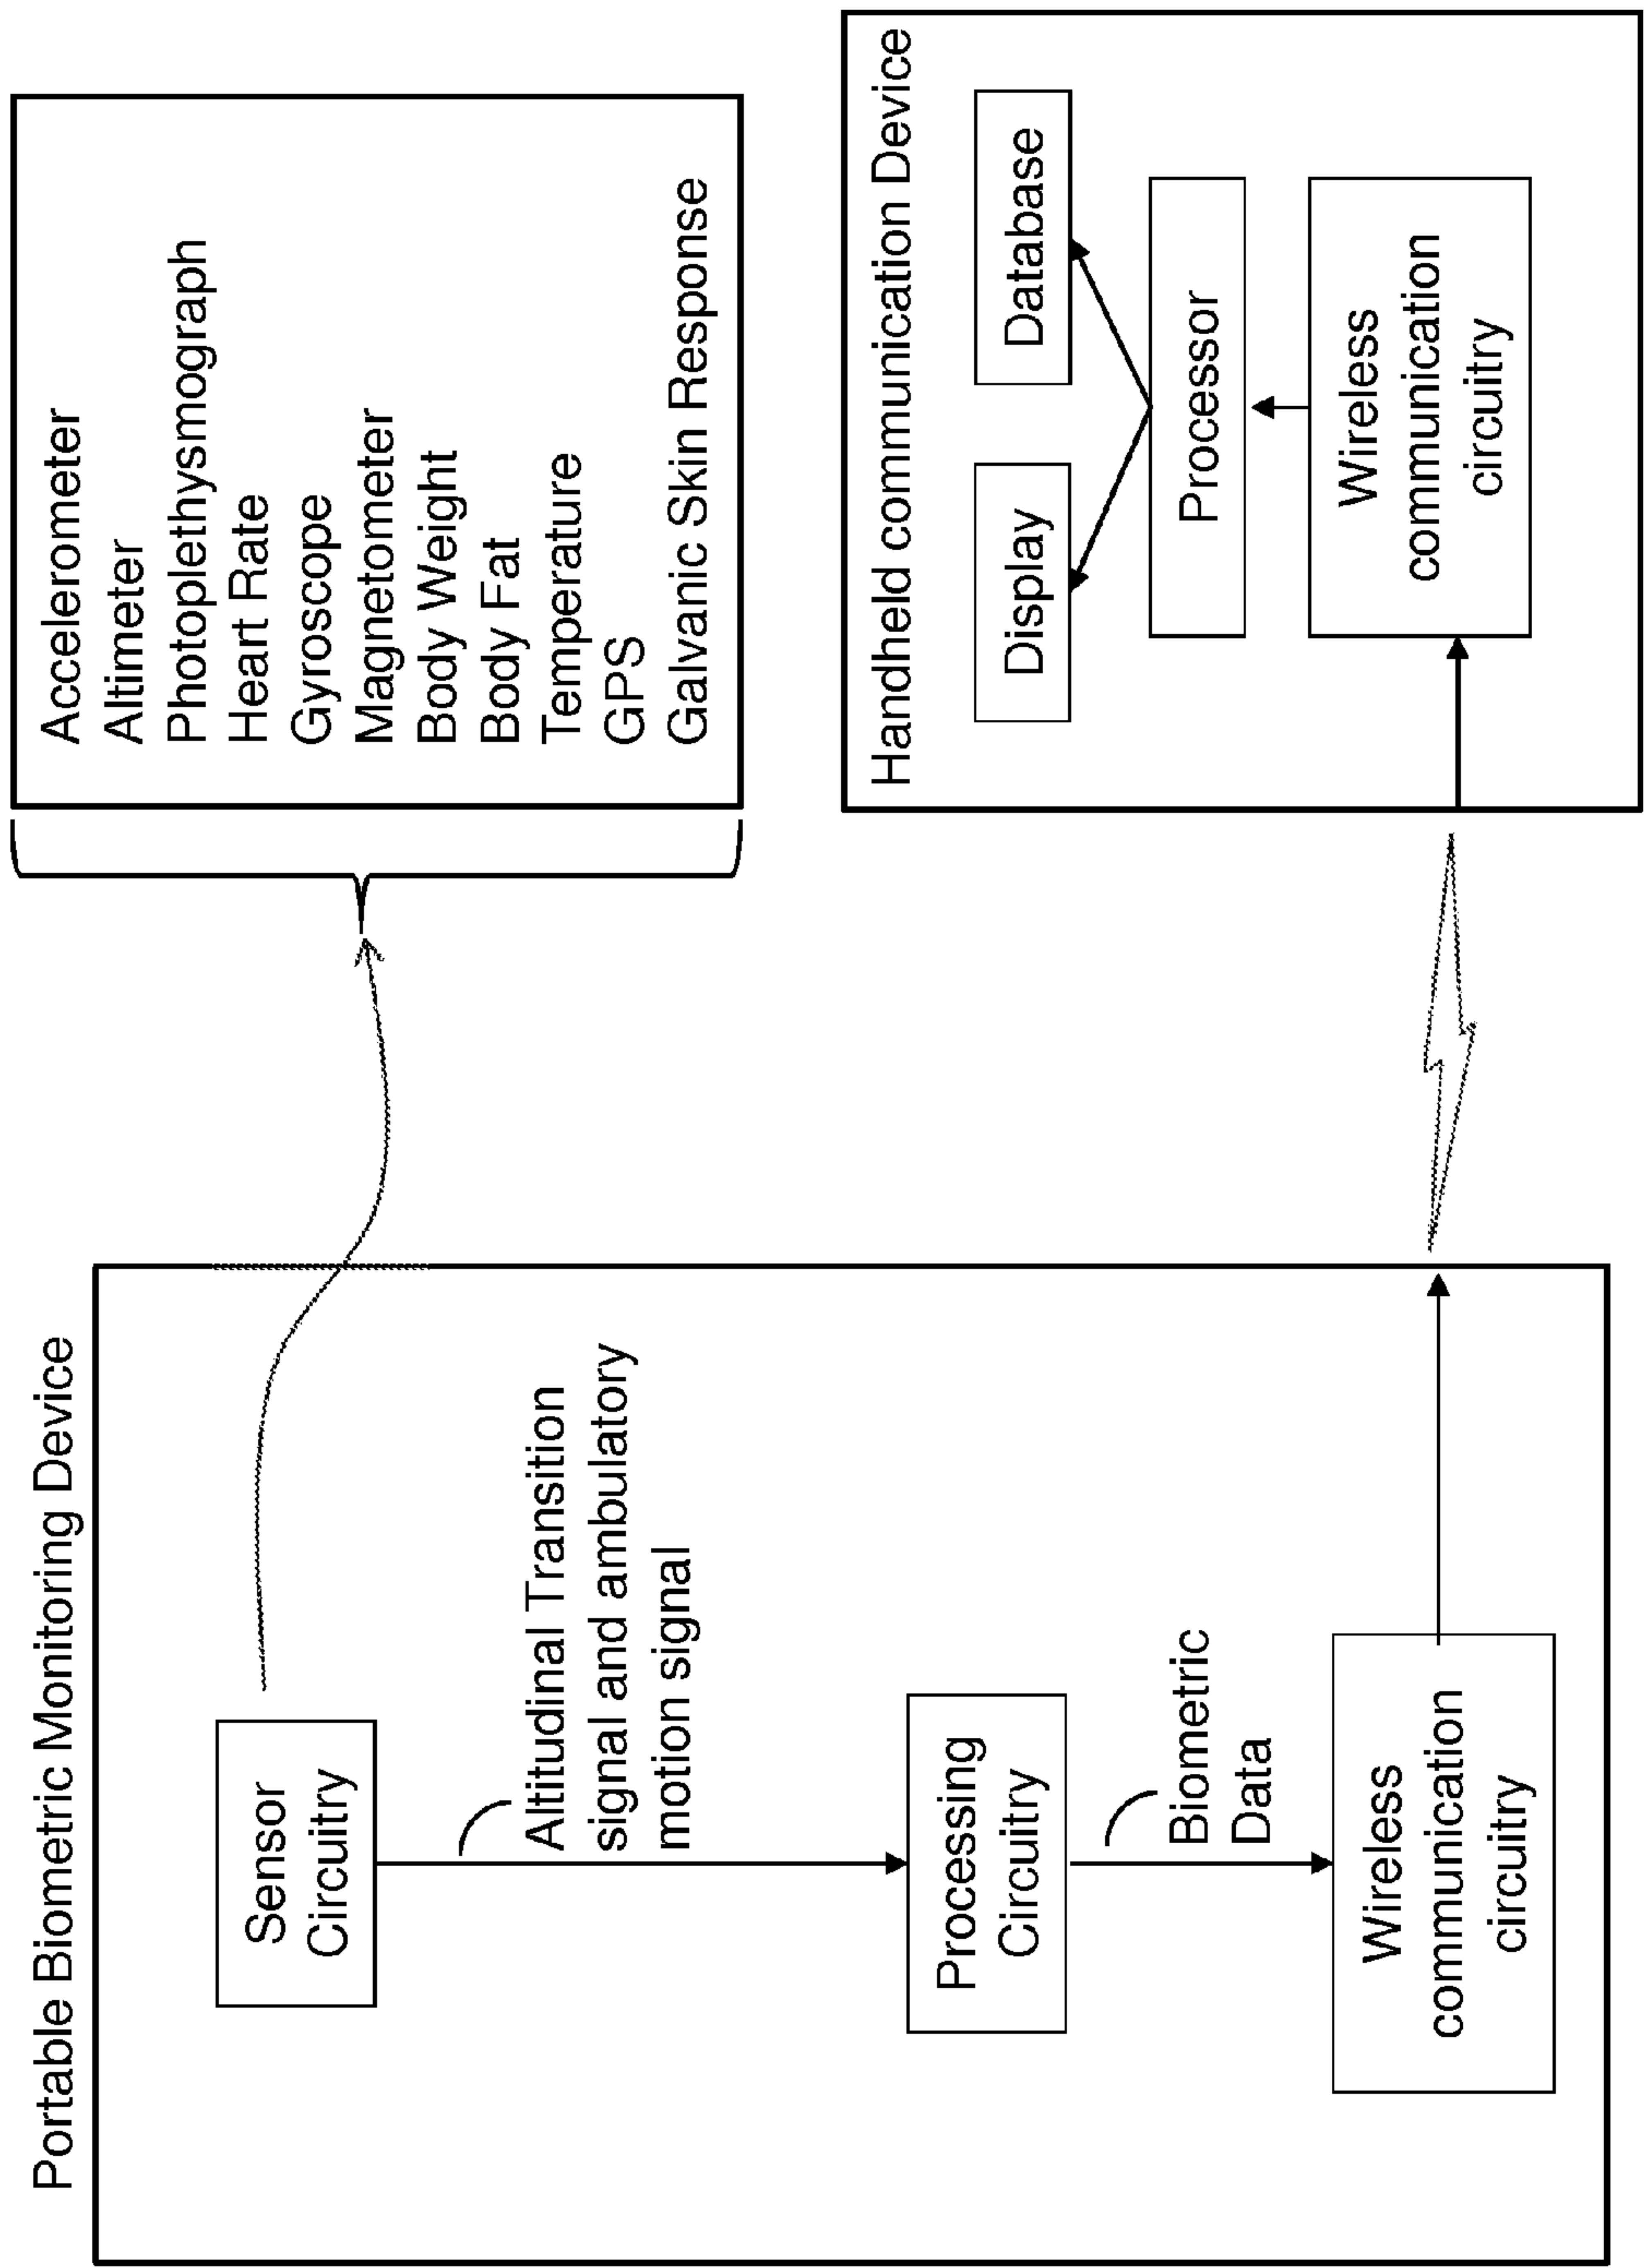 Portable Biometric Monitoring Device
Sensor
Circuitry
Altitudinal Transition
signal and ambulatory
motion signal
Processing
Circuitry
Biometric
Data
Wireless
communication
circuitry
Accelerometer
Altimeter
Photoplethysmograph
Heart Rate
Gyroscope
Magnetometer
Body Weight
Body Fat
Temperature
GPS
Galvanic Skin Response
Handheld communication Device
Display
Database
Processor
Wireless
communication
circuitry